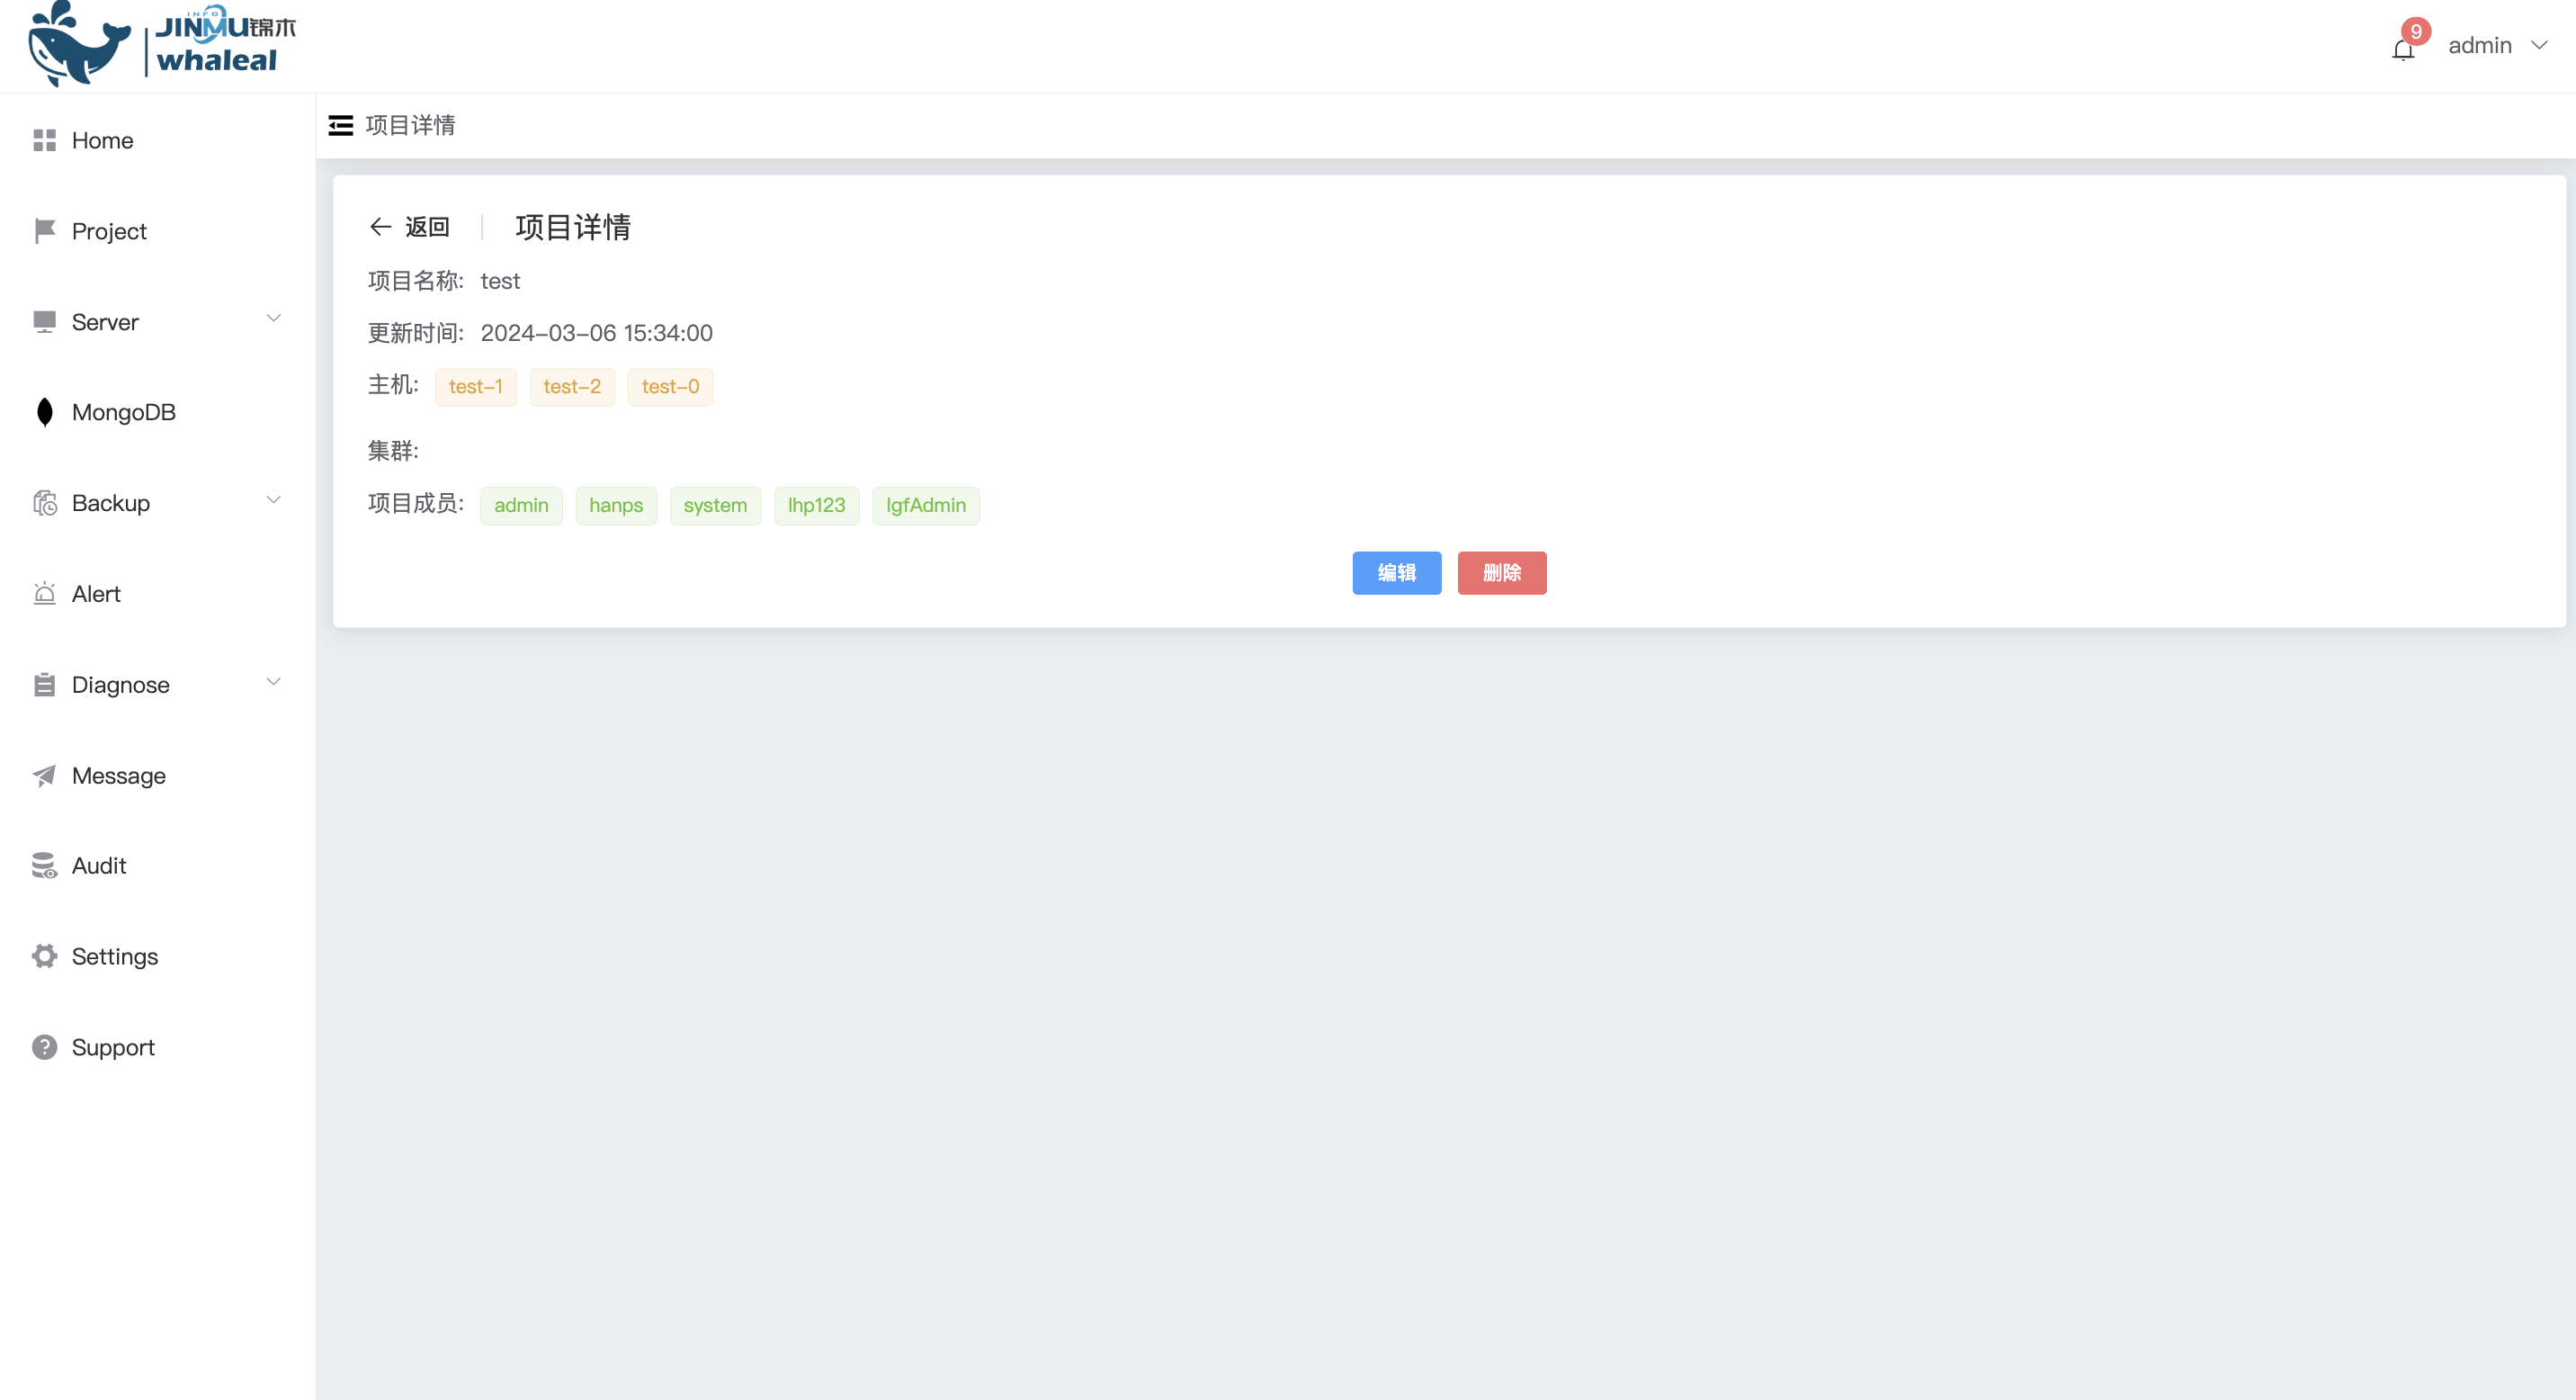 INFO
JINMU锦木
whaleal
9
admin
Home
Project
Server
MongoDB
Backup
Alert
Diagnose
Message
Audit
Settings
Support
项目详情
返回 项目详情
项目名称: test
更新时间: 2024-03-06 15:34:00
主机: test-1 test-2 test-0
集群:
项目成员: admin hanps system lhp123 lgfAdmin
编辑 删除